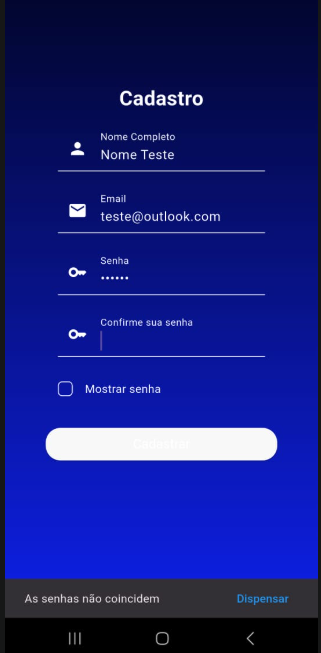 Cadastro
Nome Completo
Nome Teste
Email
teste@outlook.com
Senha
••••••
Confirme sua senha
Mostrar senha
Cadastrar
As senhas não coincidem
Dispensar